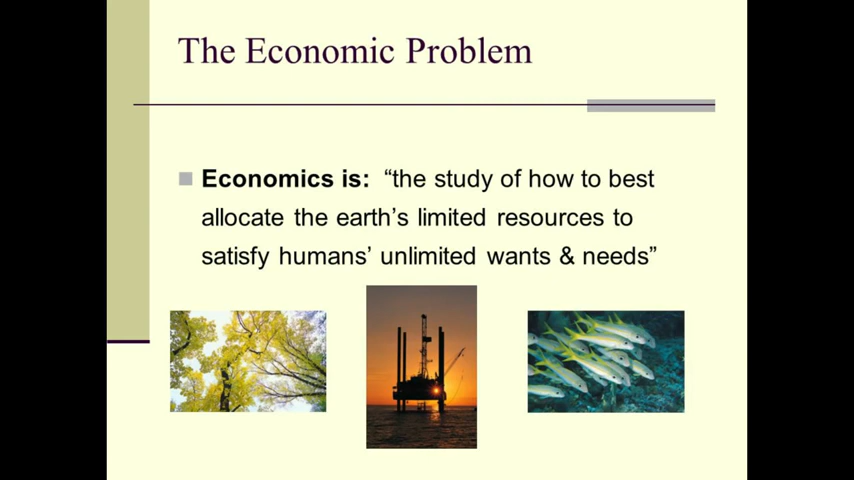 The Economic Problem
Economics is: “the study of how to best
allocate the earth’s limited resources to
satisfy humans’ unlimited wants & needs”